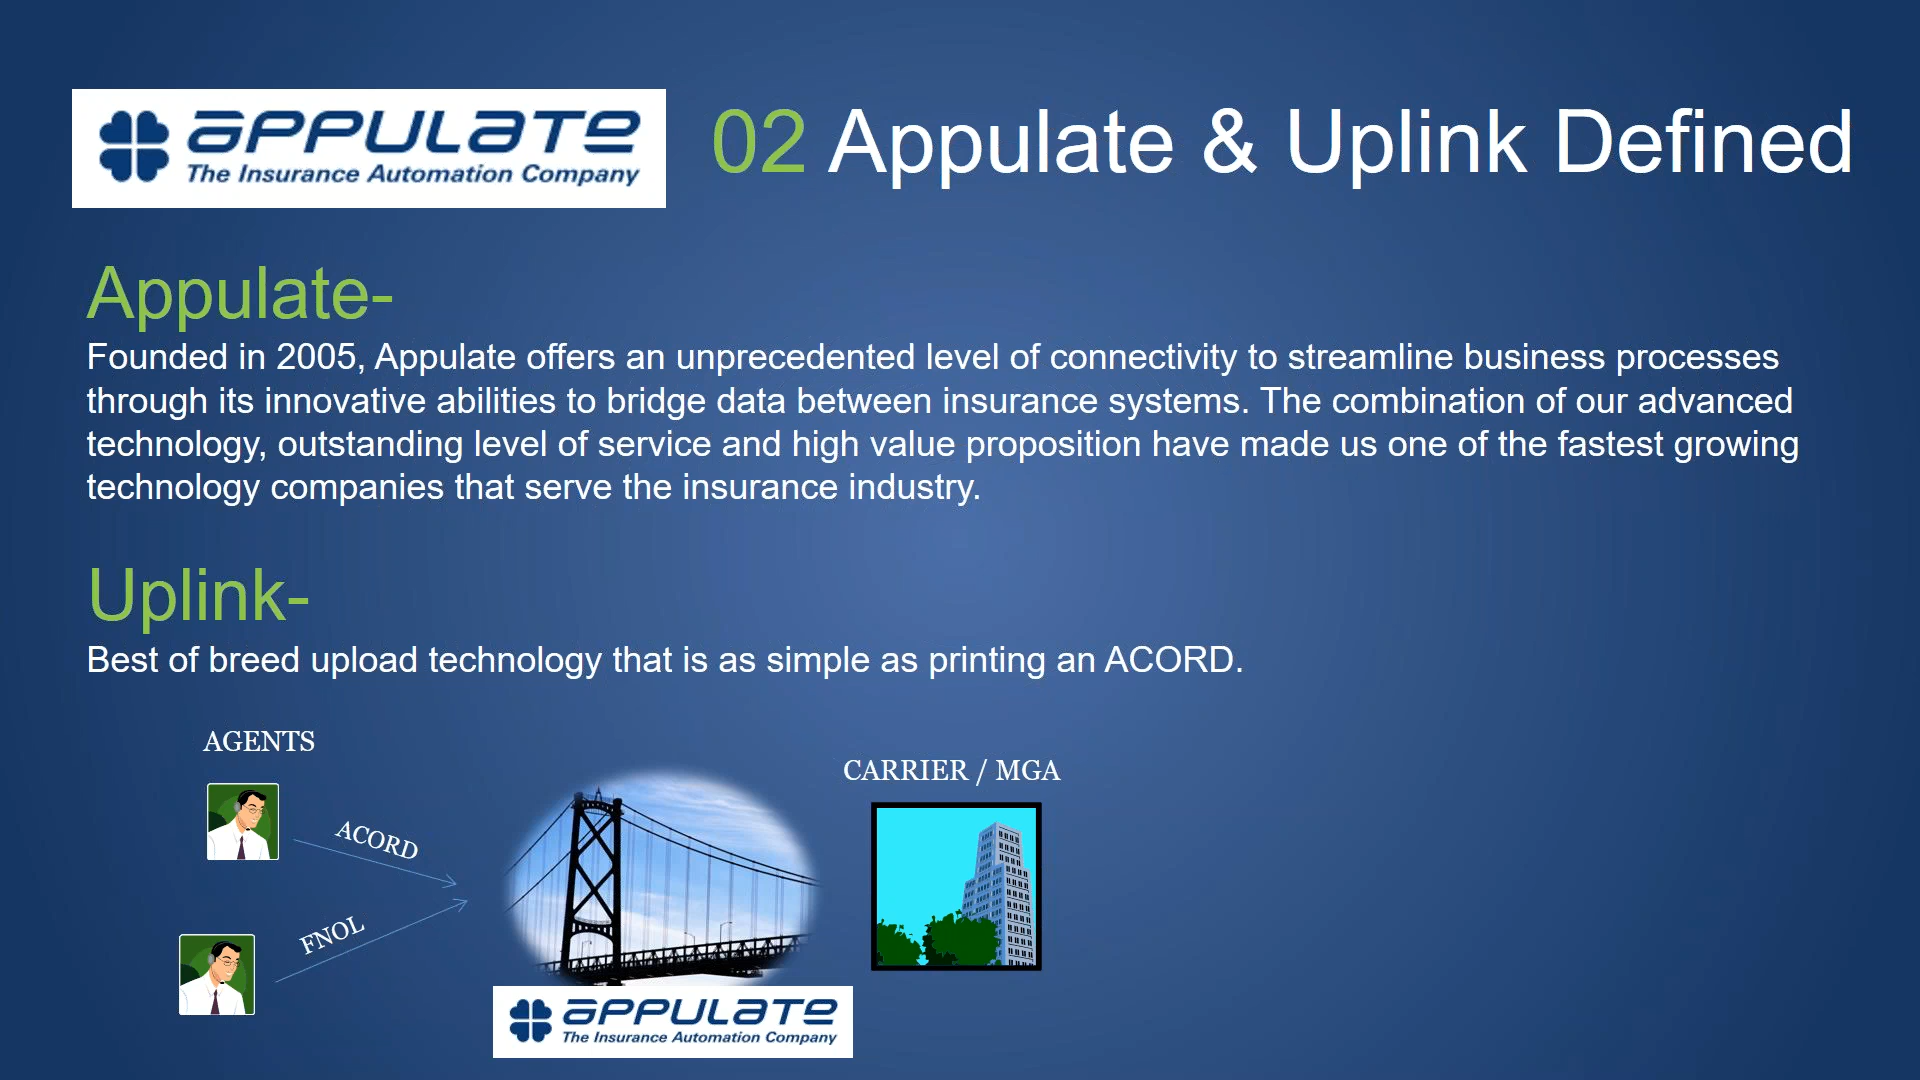 APPULATE
The Insurance Automation Company
02 Appulate & Uplink Defined
Appulate-
Founded in 2005, Appulate offers an unprecedented level of connectivity to streamline business processes
through its innovative abilities to bridge data between insurance systems. The combination of our advanced
technology, outstanding level of service and high value proposition have made us one of the fastest growing
technology companies that serve the insurance industry.
Uplink-
Best of breed upload technology that is as simple as printing an ACORD.
AGENTS
CARRIER / MGA
ACORD
FNOL
APPULATE
The Insurance Automation Company